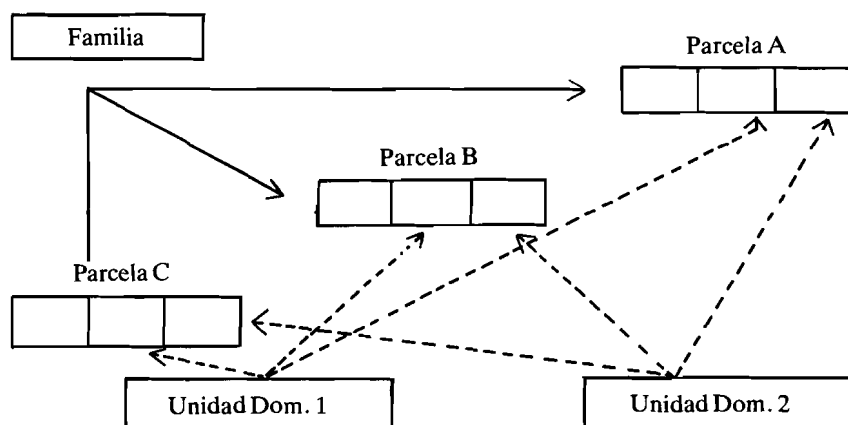 Familia
Parcela A
Parcela B
Parcela C
Unidad Dom. 1
Unidad Dom. 2